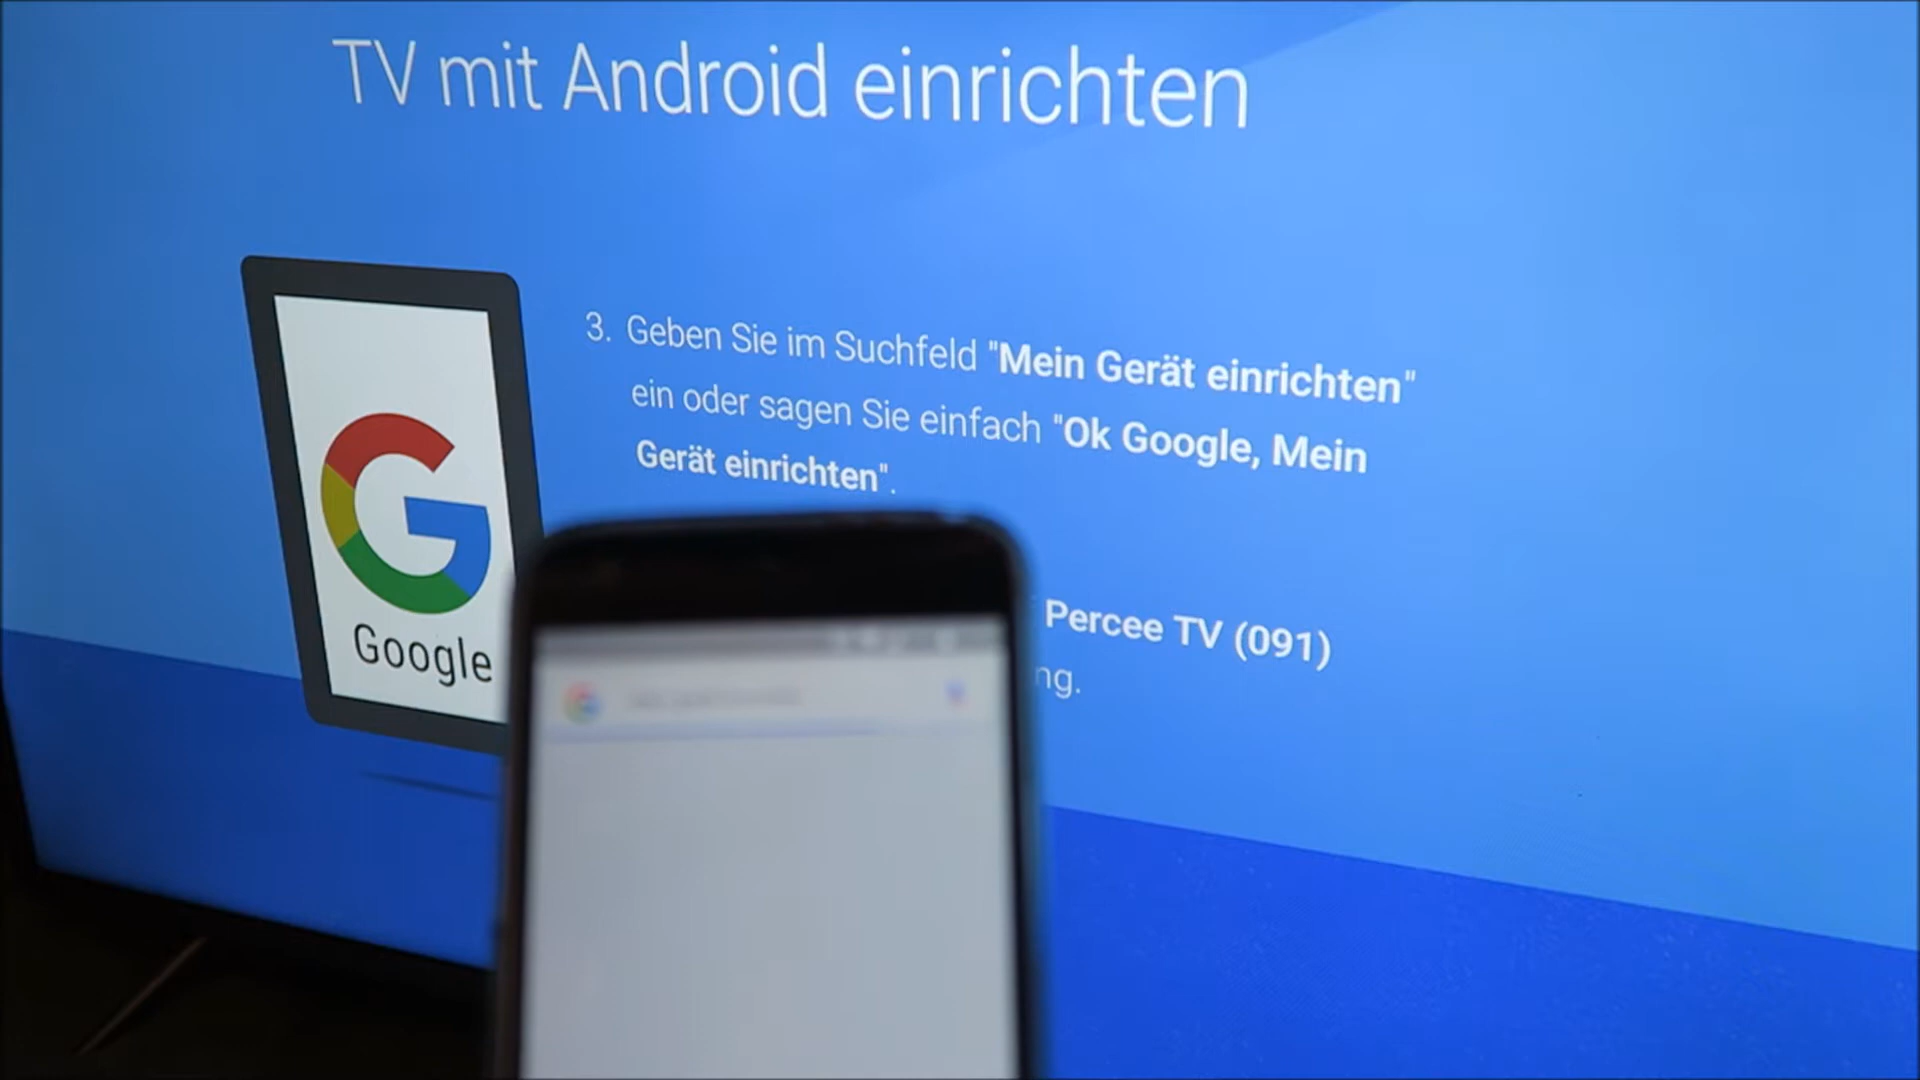 TV mit Android einrichten
3. Geben Sie im Suchfeld "Mein Gerät einrichten"
ein oder sagen Sie einfach "Ok Google, Mein
Gerät einrichten".
Google
Percee TV (091)
ng.